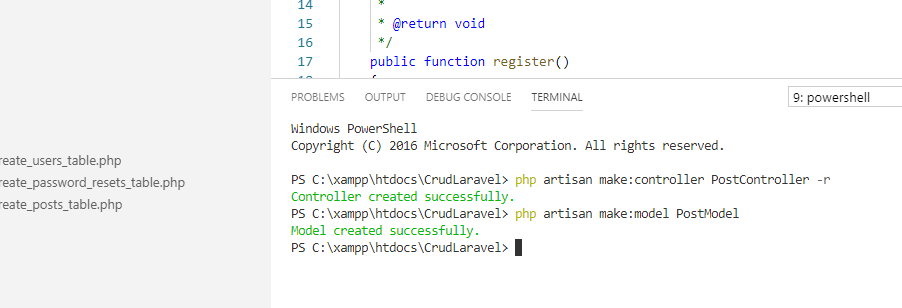 14 *
15 * @return void
16 */
17 public function register()
18 {
PROBLEMS OUTPUT DEBUG CONSOLE TERMINAL 9: powershell
Windows PowerShell
Copyright (C) 2016 Microsoft Corporation. All rights reserved.
reate_users_table.php
reate_password_resets_table.php
reate_posts_table.php
PS C:\xampp\htdocs\CrudLaravel> php artisan make:controller PostController -r
Controller created successfully.
PS C:\xampp\htdocs\CrudLaravel> php artisan make:model PostModel
Model created successfully.
PS C:\xampp\htdocs\CrudLaravel>